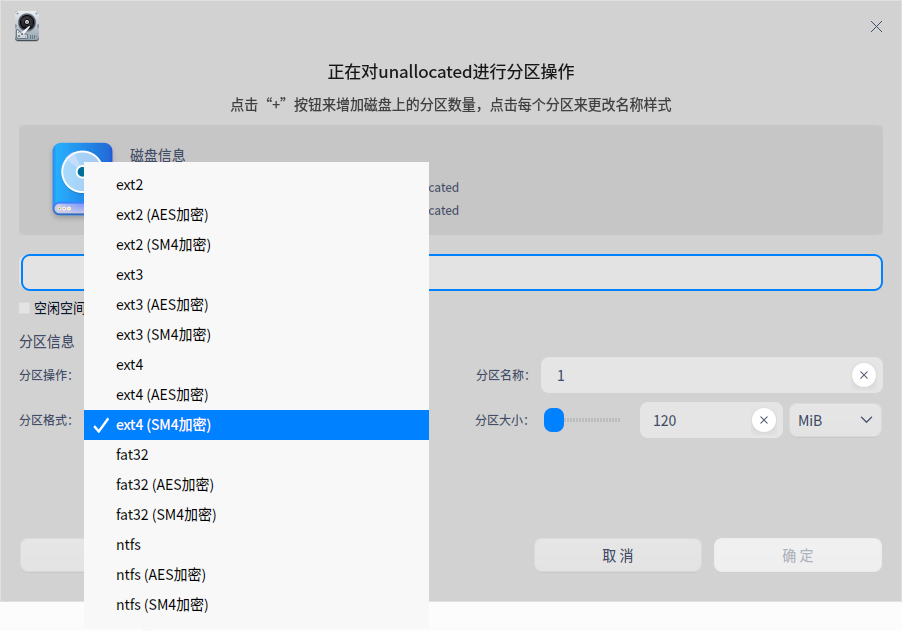 正在对unallocated进行分区操作
点击“+”按钮来增加磁盘上的分区数量，点击每个分区来更改名称样式
磁盘信息
cated
cated
空闲空间
分区信息
分区操作：
分区名称：
1
分区格式：
分区大小：
120
MiB
ext2
ext2 (AES加密)
ext2 (SM4加密)
ext3
ext3 (AES加密)
ext3 (SM4加密)
ext4
ext4 (AES加密)
ext4 (SM4加密)
fat32
fat32 (AES加密)
fat32 (SM4加密)
ntfs
ntfs (AES加密)
ntfs (SM4加密)
取 消
确 定